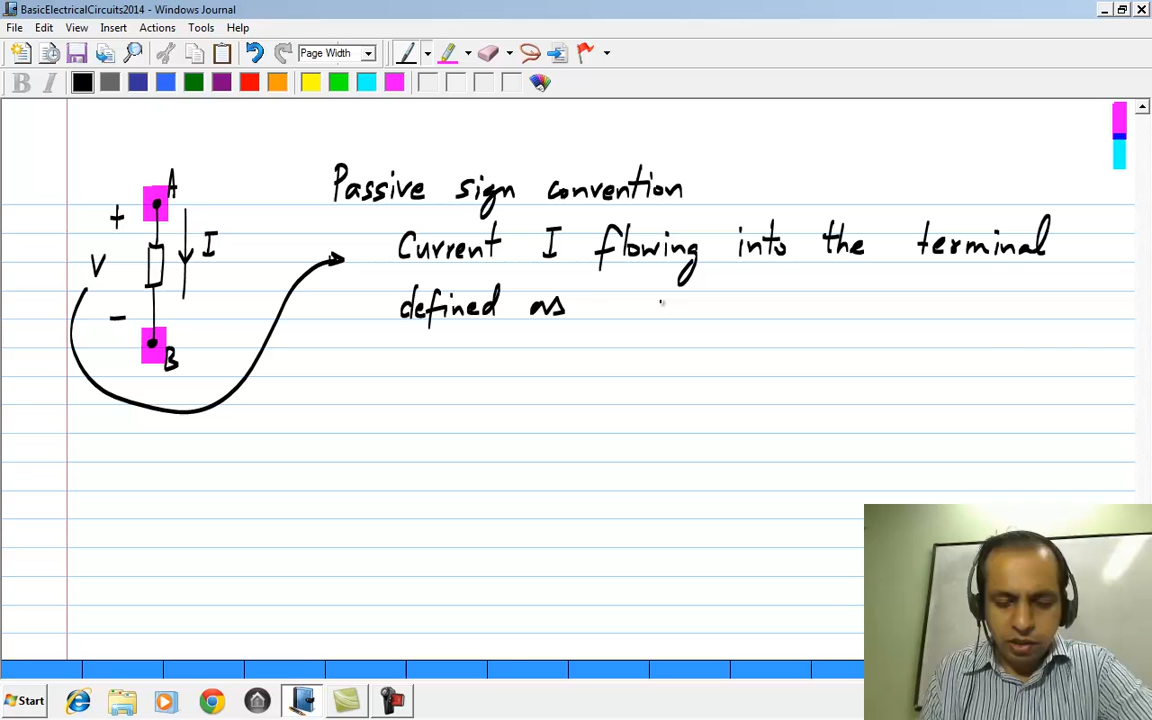 BasicElectricalCircuits2014 - Windows Journal
File Edit View Insert Actions Tools Help
Page Width
B I
A
+
Passive sign convention
I
Current I flowing into the terminal
V
defined as
–
B
Start